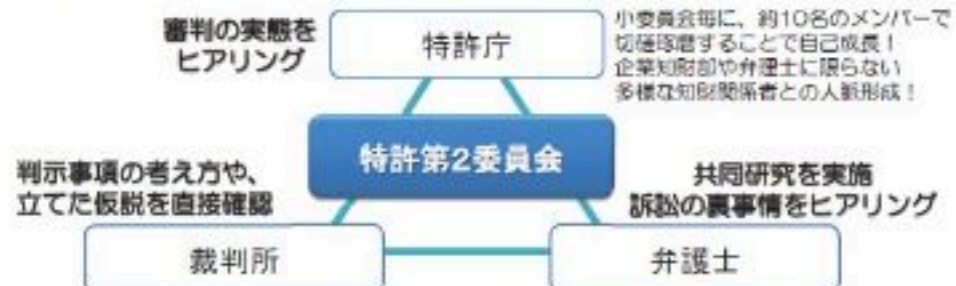 審判の実態を
ヒアリング
特許庁
小委員会毎に、約10名のメンバーで
切磋琢磨することで自己成長！
企業知財部や弁理士に限らない
多様な知財関係者との人脈形成！
特許第2委員会
判示事項の考え方や、
立てた仮説を直接確認
共同研究を実施
訴訟の裏事情をヒアリング
裁判所
弁護士